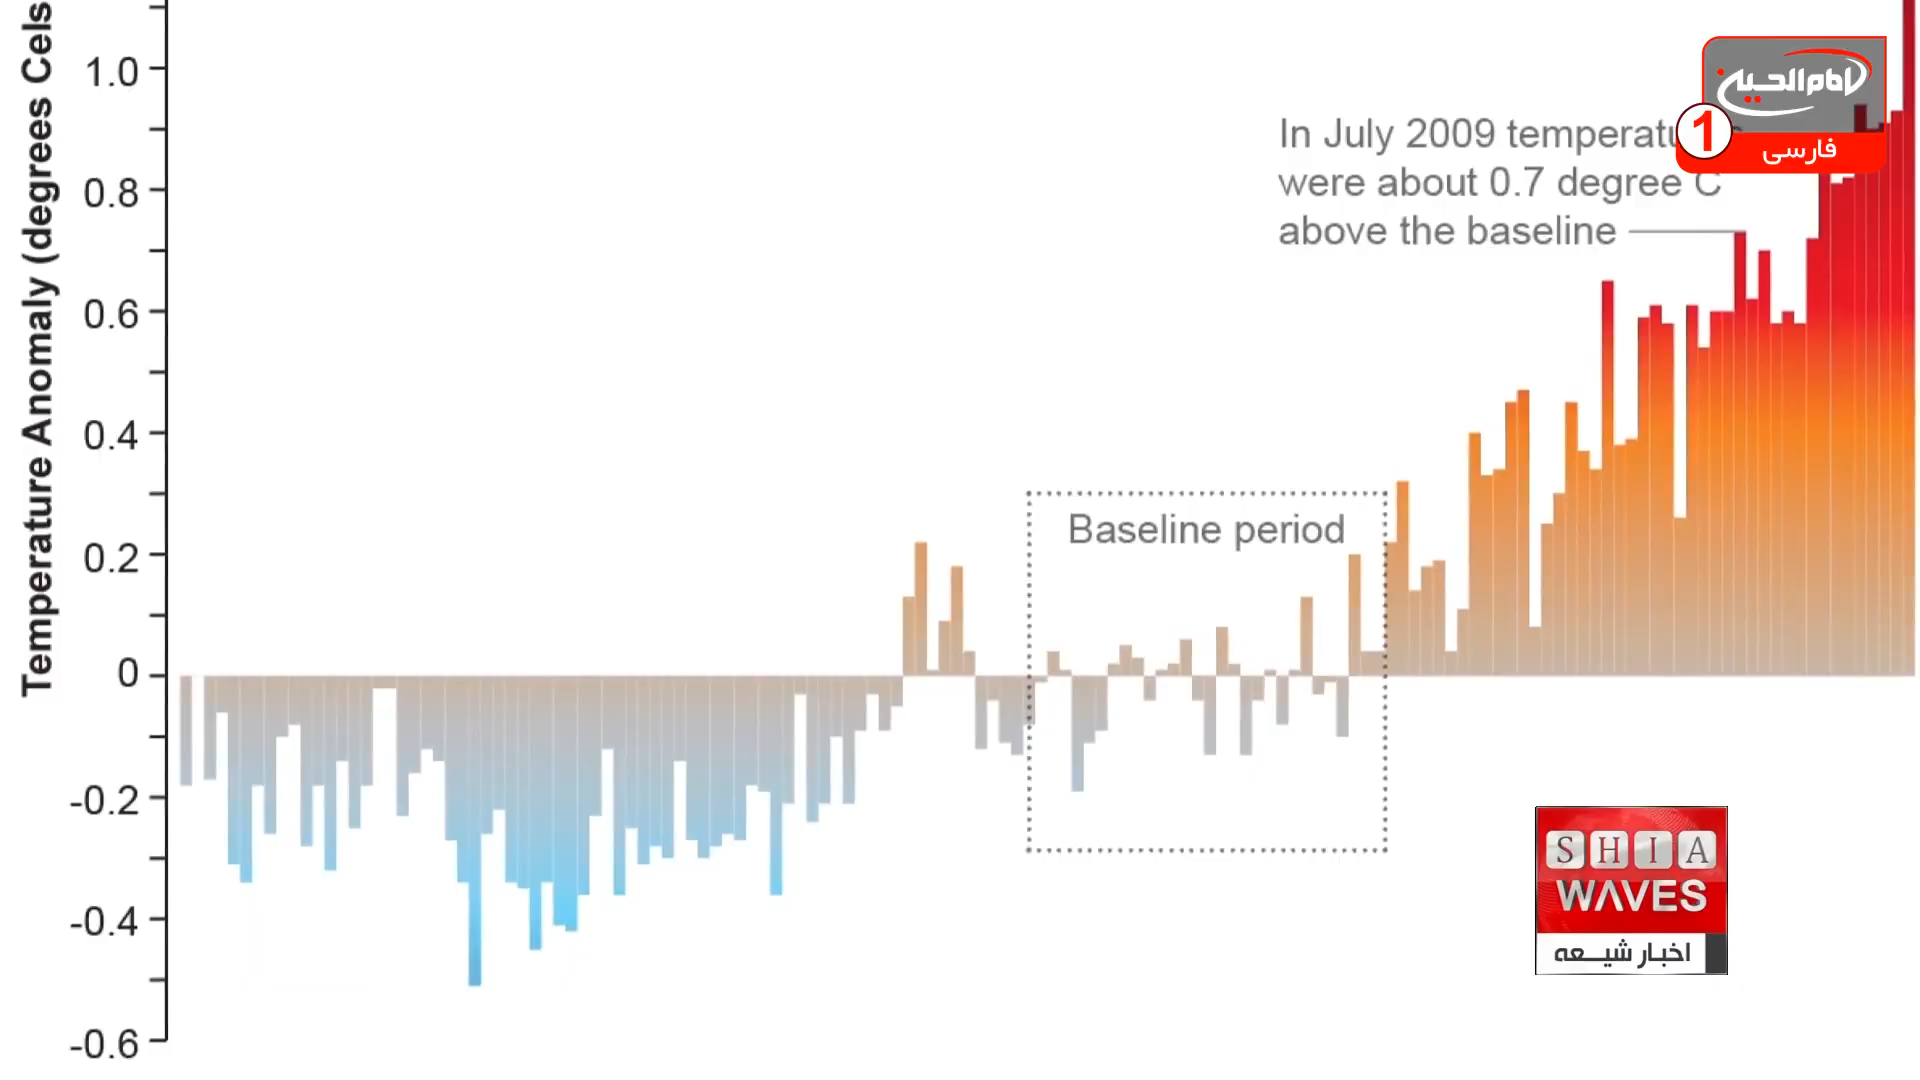 Temperature Anomaly (degrees Cels
1.0
0.8
0.6
0.4
0.2
0
-0.2
-0.4
-0.6
In July 2009
were about 0.7 degree C
above the baseline
Baseline period
امام الحسین
1
فارسی
SHIA
WAVES
اخبار شیعه